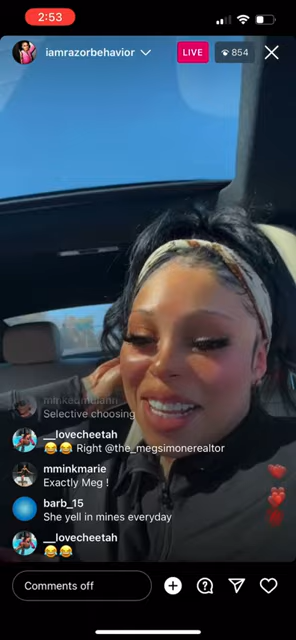 2:53
iamrazorbehavior
LIVE
854
Selective choosing
__lovecheetah
😂😂 Right @the_megsimonerealtor
mminkmarie
Exactly Meg !
barb_15
She yell in mines everyday
__lovecheetah
😂😂
Comments off